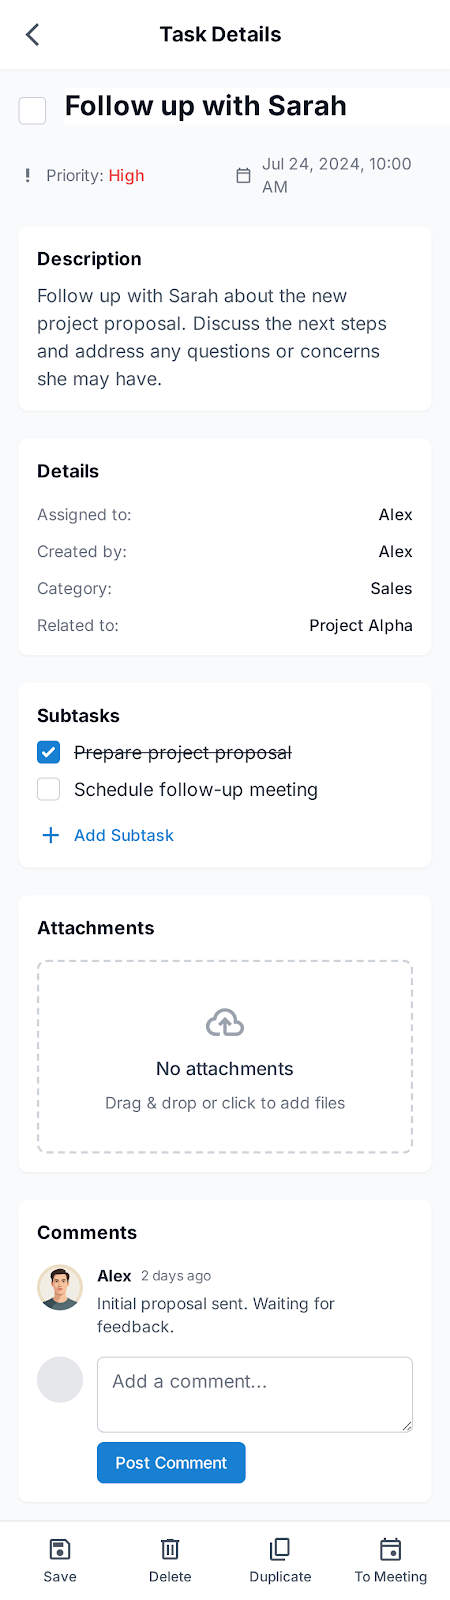 Task Details
Follow up with Sarah
Priority: High
Jul 24, 2024, 10:00
AM
Description
Follow up with Sarah about the new
project proposal. Discuss the next steps
and address any questions or concerns
she may have.
Details
Assigned to: Alex
Created by: Alex
Category: Sales
Related to: Project Alpha
Subtasks
Prepare project proposal
Schedule follow-up meeting
Add Subtask
Attachments
No attachments
Drag & drop or click to add files
Comments
Alex 2 days ago
Initial proposal sent. Waiting for
feedback.
Add a comment...
Post Comment
Save Delete Duplicate To Meeting